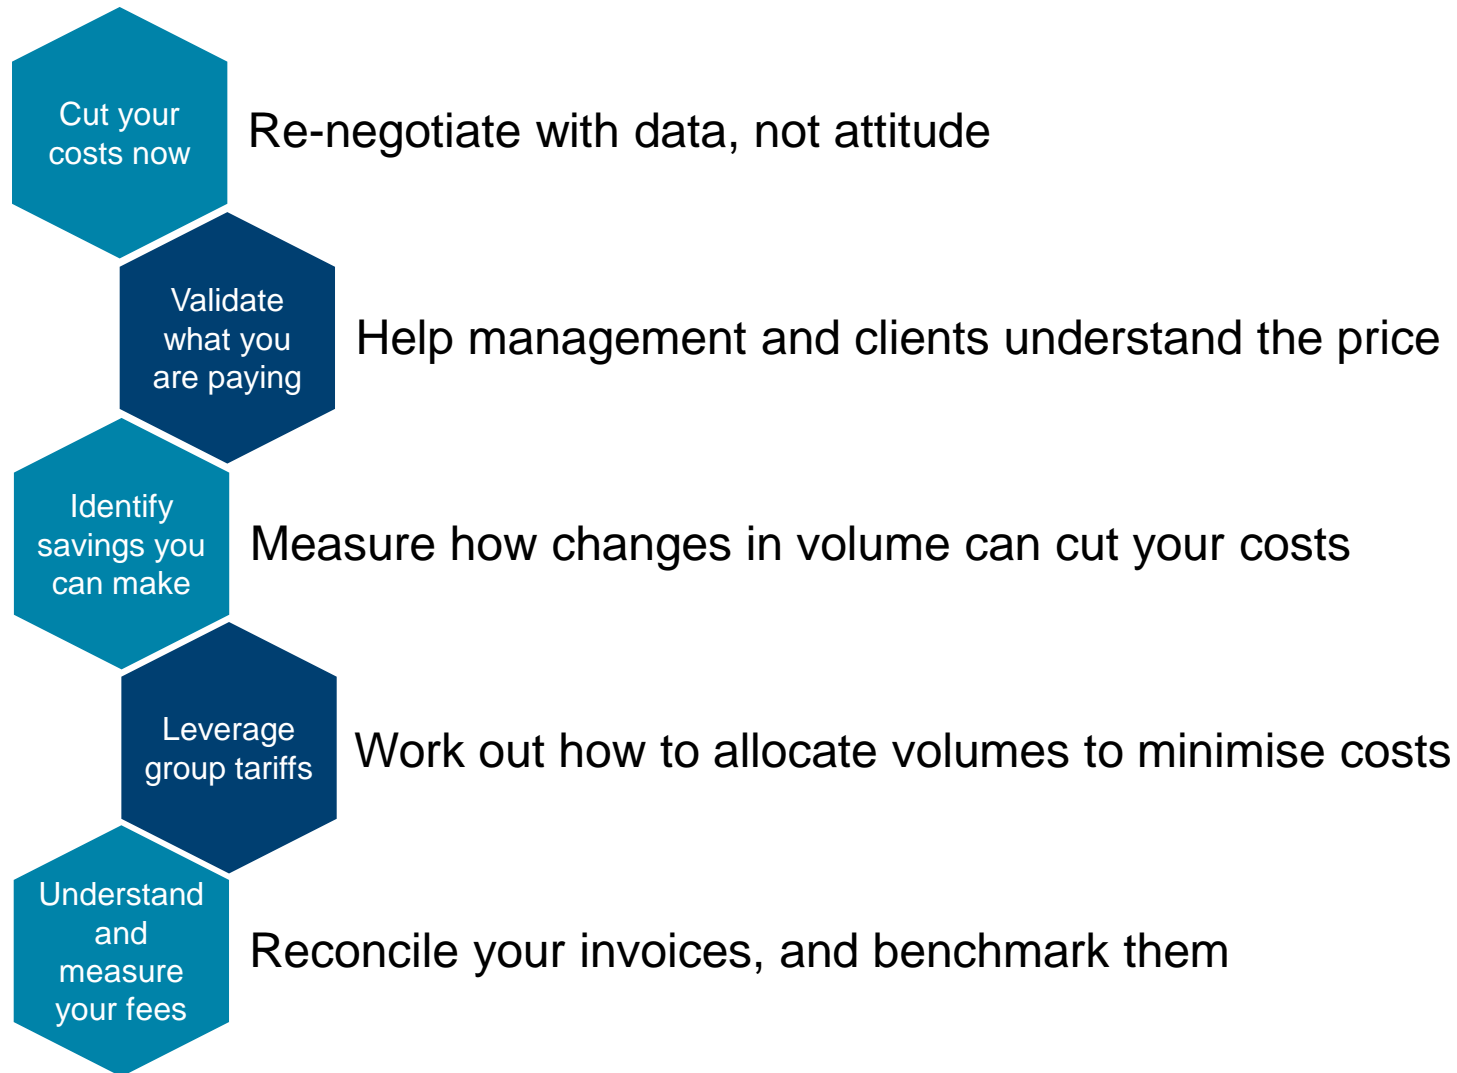 Cut your
costs now
Re-negotiate with data, not attitude
Validate
what you
are paying
Help management and clients understand the price
Identify
savings you
can make
Measure how changes in volume can cut your costs
Leverage
group tariffs
Work out how to allocate volumes to minimise costs
Understand
and
measure
your fees
Reconcile your invoices, and benchmark them